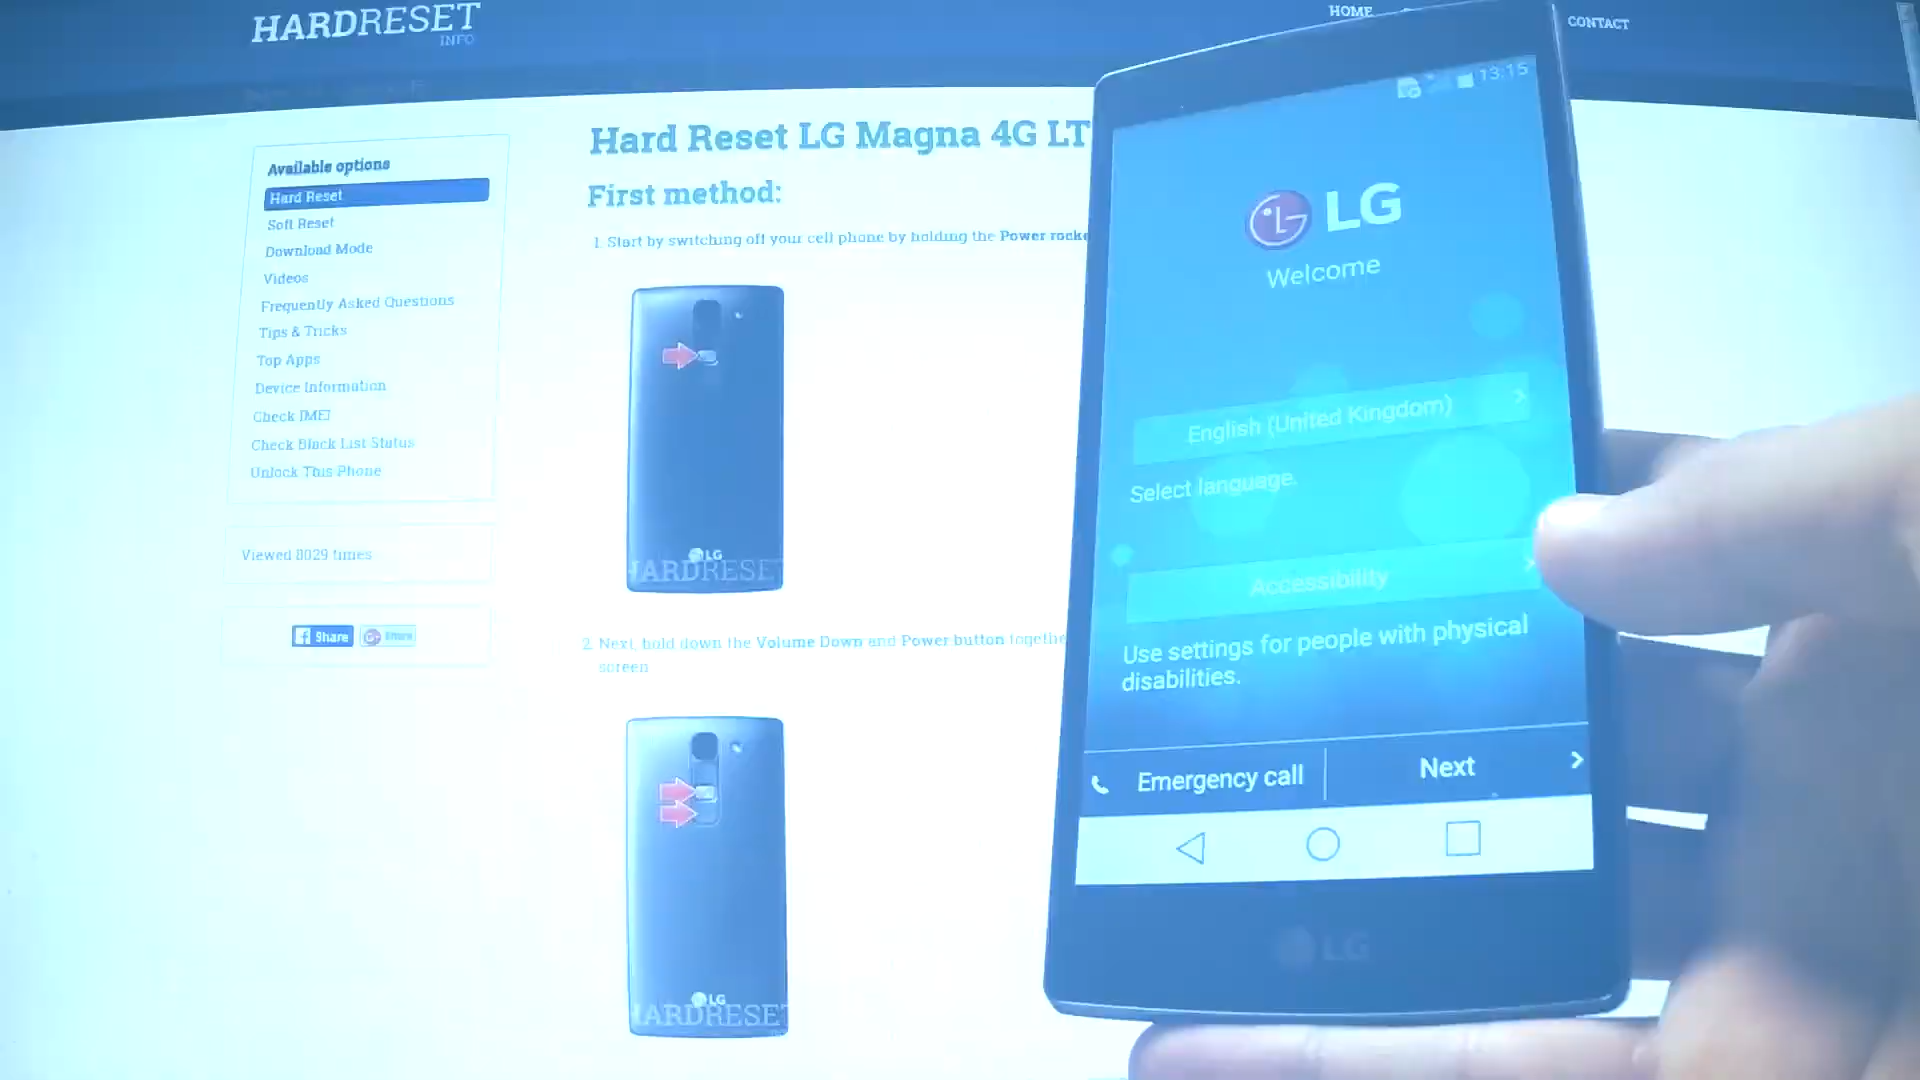 HARDRESET
INFO
HOME
CONTACT
Available options
Hard Reset
Soft Reset
Download Mode
Videos
Frequently Asked Questions
Tips & Tricks
Top Apps
Device Information
Check IMEI
Check Black List Status
Unlock This Phone
Viewed 8029 times
Share
Share
Hard Reset LG Magna 4G LT
First method:
1. Start by switching off your cell phone by holding the Power rocke
LG
HARDRESET
2. Next, hold down the Volume Down and Power button togethe
screen
LG
HARDRESET
13:15
LG
Welcome
English (United Kingdom)
Select language.
Accessibility
Use settings for people with physical
disabilities.
Emergency call
Next
LG